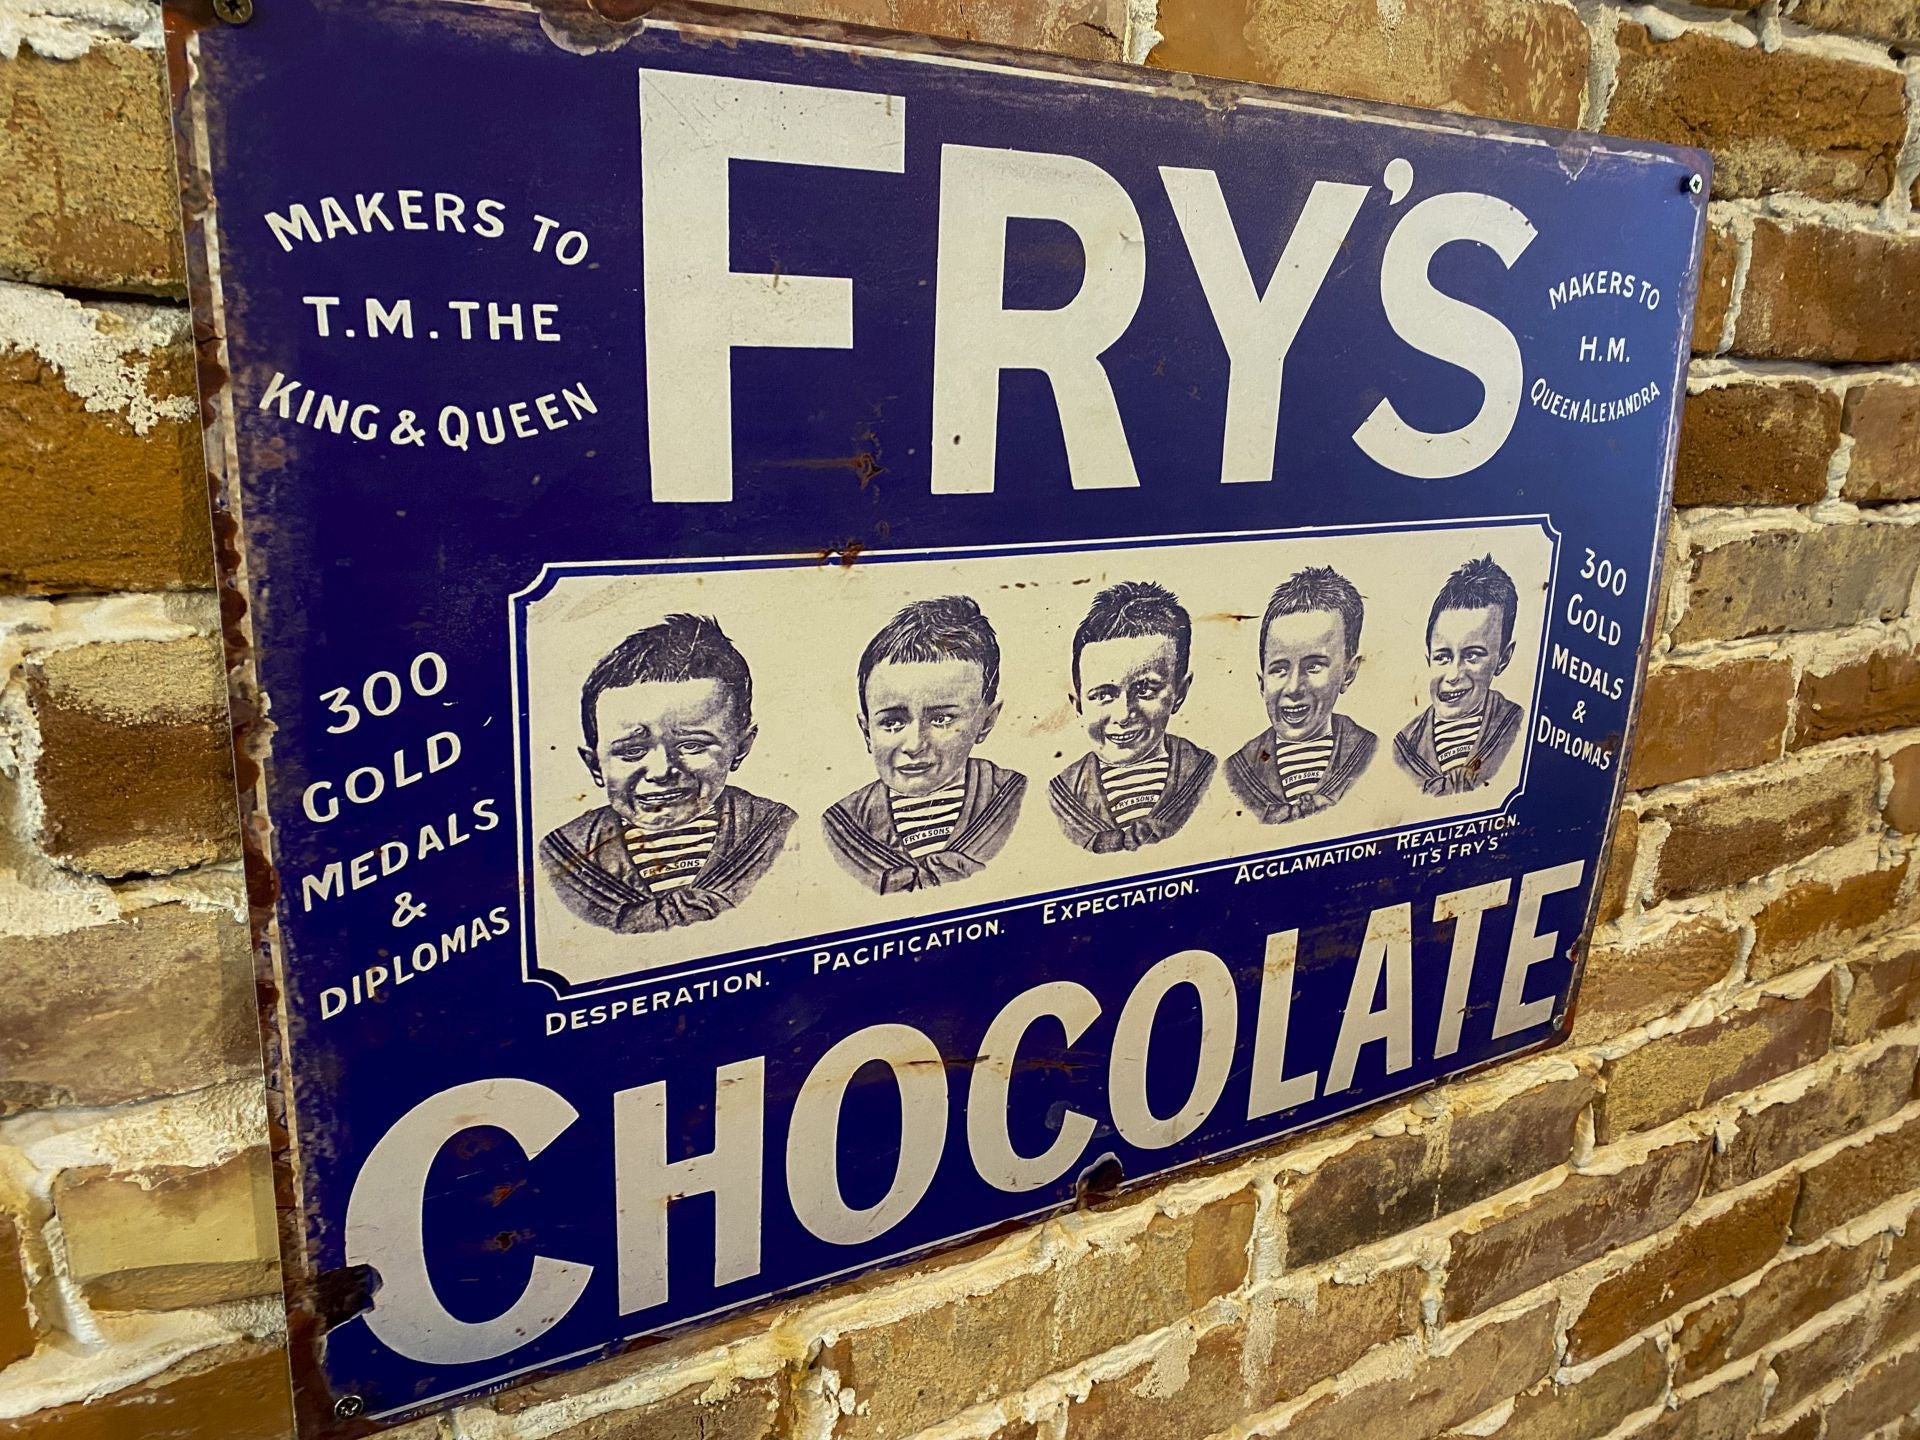 FRY'S
MAKERS TO
T.M. THE
KING & QUEEN
MAKERS TO
H.M.
QUEEN ALEXANDRA
300
GOLD
MEDALS
&
DIPLOMAS
FRY & SONS
FRY & SONS
FRY & SONS
FRY & SONS
FRY & SONS
300
GOLD
MEDALS
&
DIPLOMAS
DESPERATION.
PACIFICATION.
EXPECTATION.
ACCLAMATION.
REALIZATION.
"IT'S FRY'S"
CHOCOLATE